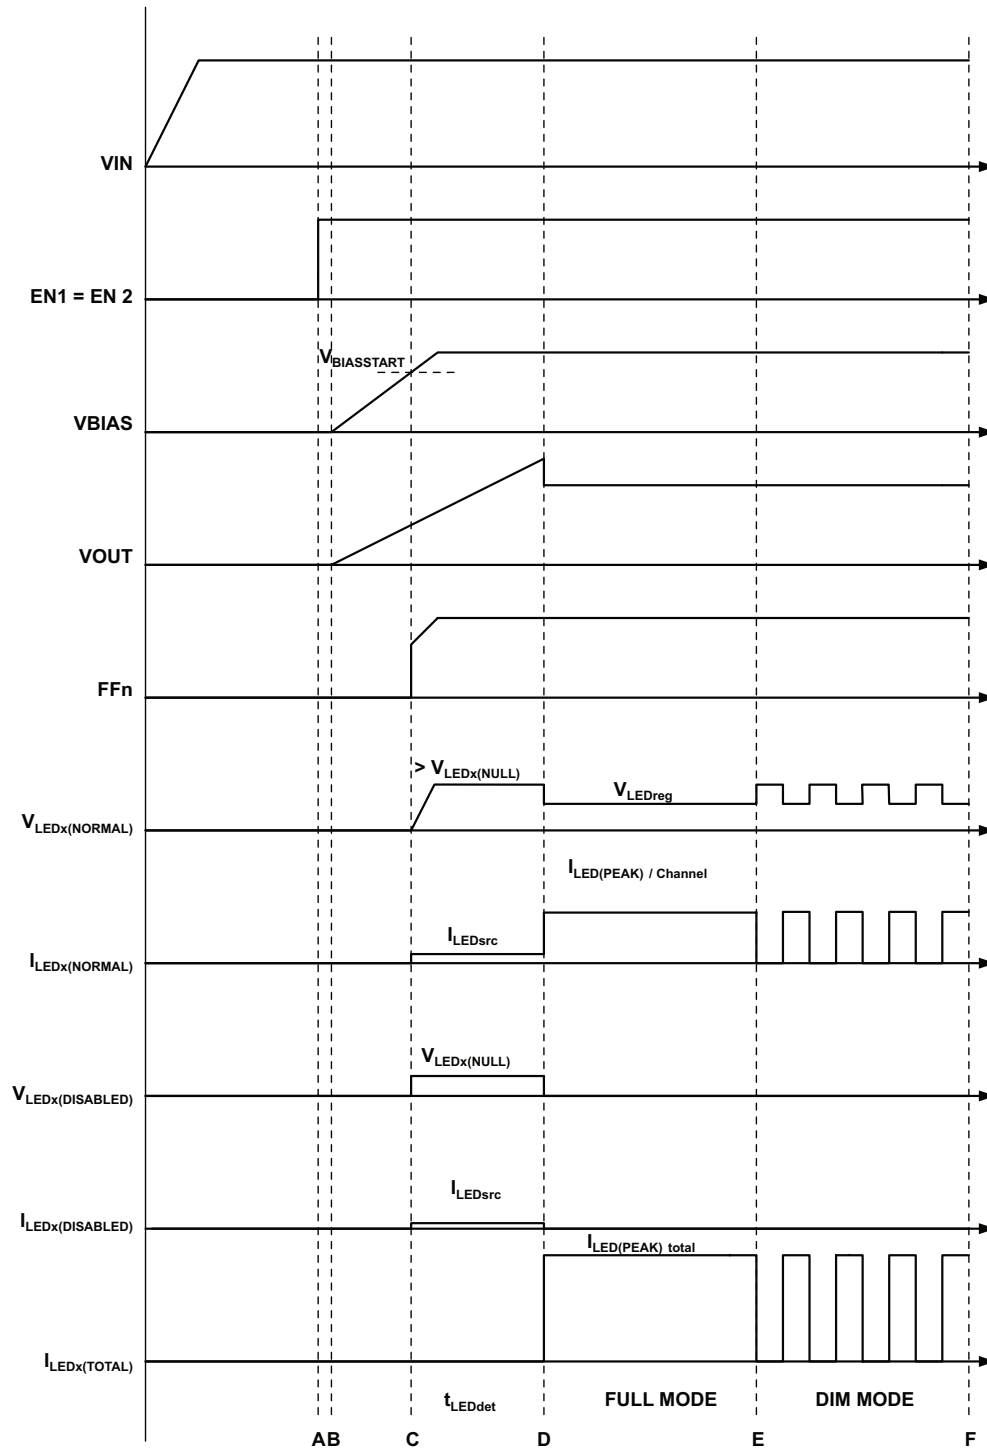 VIN
EN1 = EN 2
VBIASSTART
VBIAS
VOUT
FFn
> VLEDx(NULL)
VLEDreg
VLEDx(NORMAL)
ILED(PEAK) / Channel
ILEDsrc
ILEDx(NORMAL)
VLEDx(NULL)
VLEDx(DISABLED)
ILEDsrc
ILEDx(DISABLED)
ILED(PEAK) total
ILEDx(TOTAL)
tLEDdet FULL MODE DIM MODE
A B C D E F